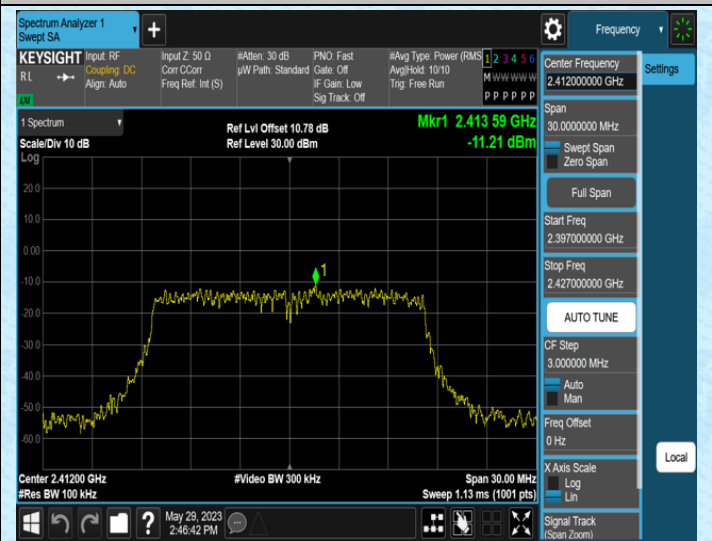 Spectrum Analyzer 1
Swept SA
+
Frequency
KEYSIGHT
RL
Input: RF
Coupling: DC
Align: Auto
Input Z: 50 Ω
Corr CCorr
Freq Ref: Int (S)
#Atten: 30 dB
µW Path: Standard
PNO: Fast
Gate: Off
IF Gain: Low
Sig Track: Off
#Avg Type: Power (RMS
Avg|Hold: 10/10
Trig: Free Run
1 2 3 4 5 6
M W W W W W
P P P P P P
Center Frequency
2.412000000 GHz
Settings
Span
30.0000000 MHz
Swept Span
Zero Span
Full Span
Start Freq
2.397000000 GHz
Stop Freq
2.427000000 GHz
AUTO TUNE
CF Step
3.000000 MHz
Auto
Man
Freq Offset
0 Hz
X Axis Scale
Log
Lin
Signal Track
(Span Zoom)
Local
1 Spectrum
Scale/Div 10 dB
Log
Ref Lvl Offset 10.78 dB
Ref Level 30.00 dBm
Mkr1 2.413 59 GHz
-11.21 dBm
20.0
10.0
0.00
-10.0
-20.0
-30.0
-40.0
-50.0
-60.0
1
Center 2.41200 GHz
#Res BW 100 kHz
#Video BW 300 kHz
Span 30.00 MHz
Sweep 1.13 ms (1001 pts)
?
May 29, 2023
2:46:42 PM